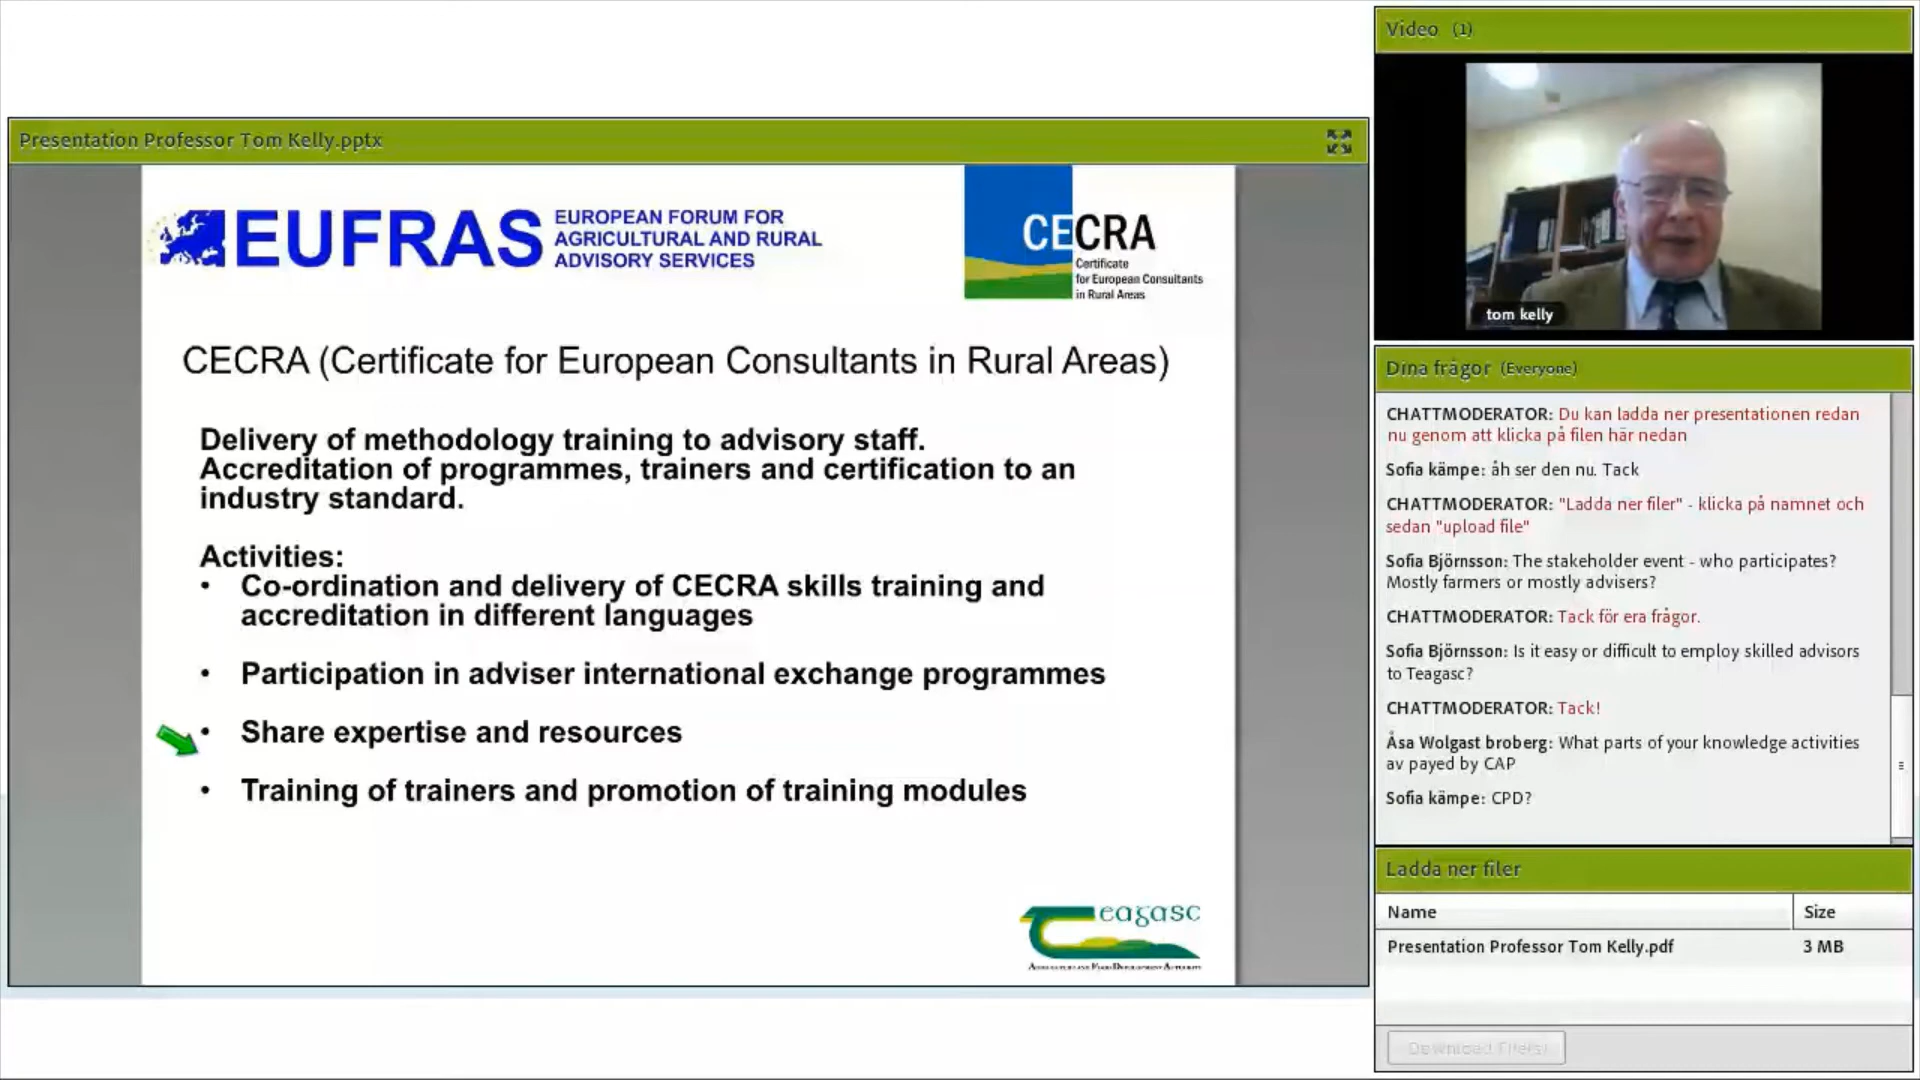 Presentation Professor Tom Kelly.pptx
EUFRAS
EUROPEAN FORUM FOR
AGRICULTURAL AND RURAL
ADVISORY SERVICES
CECRA
Certificate
for European Consultants
in Rural Areas
CECRA (Certificate for European Consultants in Rural Areas)
Delivery of methodology training to advisory staff.
Accreditation of programmes, trainers and certification to an
industry standard.
Activities:
• Co-ordination and delivery of CECRA skills training and
accreditation in different languages
• Participation in adviser international exchange programmes
• Share expertise and resources
• Training of trainers and promotion of training modules
Teagasc
Agriculture and Food Development Authority
Video (1)
tom kelly
Dina frågor (Everyone)
CHATTMODERATOR: Du kan ladda ner presentationen redan
nu genom att klicka på filen här nedan
Sofia kämpe: åh ser den nu. Tack
CHATTMODERATOR: "Ladda ner filer" - klicka på namnet och
sedan "upload file"
Sofia Björnsson: The stakeholder event - who participates?
Mostly farmers or mostly advisers?
CHATTMODERATOR: Tack för era frågor.
Sofia Björnsson: Is it easy or difficult to employ skilled advisors
to Teagasc?
CHATTMODERATOR: Tack!
Åsa Wolgast broberg: What parts of your knowledge activities
av payed by CAP
Sofia kämpe: CPD?
Ladda ner filer
Name Size
Presentation Professor Tom Kelly.pdf 3 MB
Download File(s)